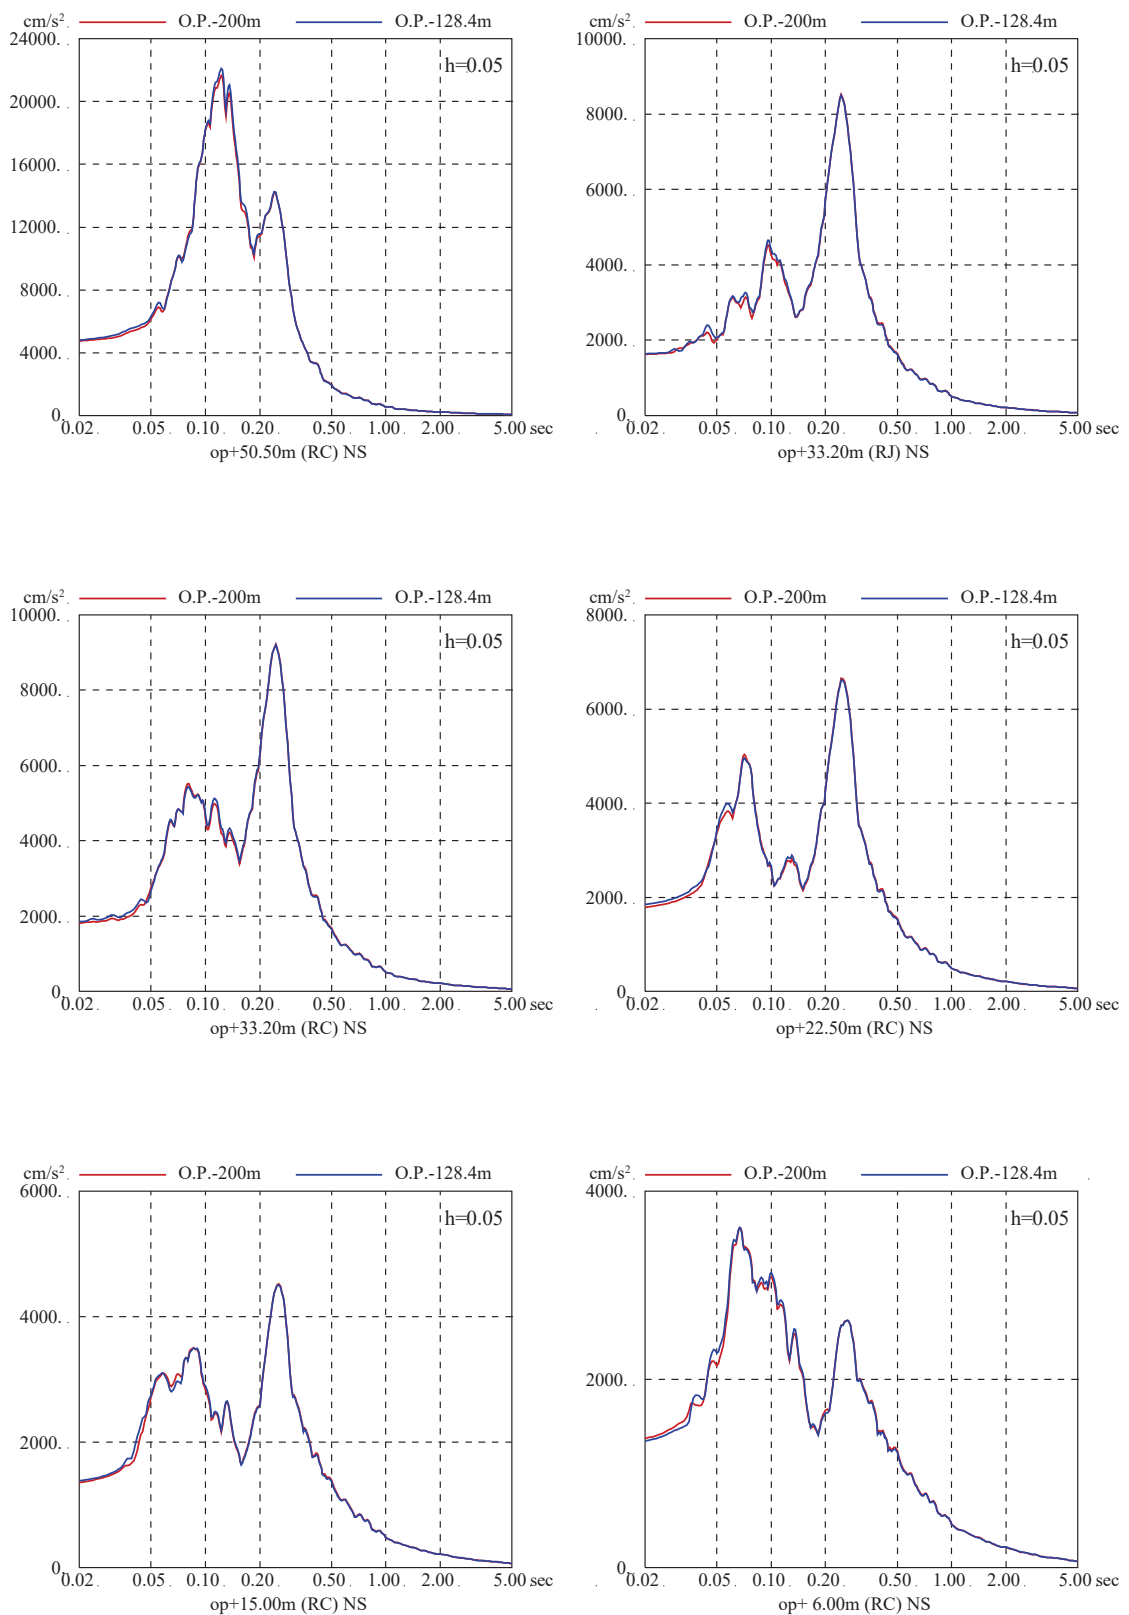 cm/s². O.P.-200m O.P.-128.4m
24000.
h=0.05
20000.
16000.
12000.
8000.
4000.
0.
0.02 0.05 0.10 0.20 0.50 1.00 2.00 5.00 sec
op+50.50m (RC) NS
cm/s². O.P.-200m O.P.-128.4m
10000.
h=0.05
8000.
6000.
4000.
2000.
0.
0.02 0.05 0.10 0.20 0.50 1.00 2.00 5.00 sec
op+33.20m (RJ) NS
cm/s². O.P.-200m O.P.-128.4m
10000.
h=0.05
8000.
6000.
4000.
2000.
0.
0.02 0.05 0.10 0.20 0.50 1.00 2.00 5.00 sec
op+33.20m (RC) NS
cm/s². O.P.-200m O.P.-128.4m
8000.
h=0.05
6000.
4000.
2000.
0.
0.02 0.05 0.10 0.20 0.50 1.00 2.00 5.00 sec
op+22.50m (RC) NS
cm/s². O.P.-200m O.P.-128.4m
6000.
h=0.05
4000.
2000.
0.
0.02 0.05 0.10 0.20 0.50 1.00 2.00 5.00 sec
op+15.00m (RC) NS
cm/s². O.P.-200m O.P.-128.4m
4000.
h=0.05
2000.
0.
0.02 0.05 0.10 0.20 0.50 1.00 2.00 5.00 sec
op+ 6.00m (RC) NS